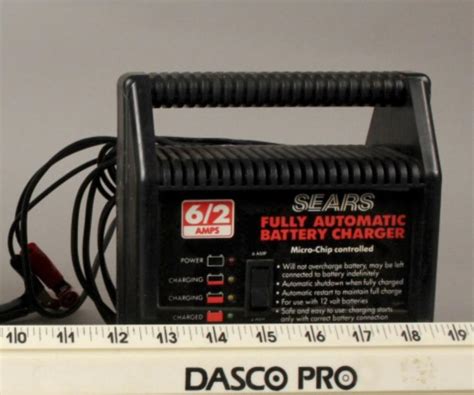 SEARS
6/2
AMPS
FULLY AUTOMATIC
BATTERY CHARGER
Micro-Chip controlled
POWER
CHARGING
CHARGING
CHARGED
6 AMP
• Will not overcharge battery, may be left
connected to battery indefinitely
• Automatic shutdown when fully charged
• Automatic restart to maintain full charge
• For use with 12 volt batteries
• Safe and easy to use: charging starts
only with correct battery connection
10 11 12 13 14 15 16 17 18 19
DASCO PRO